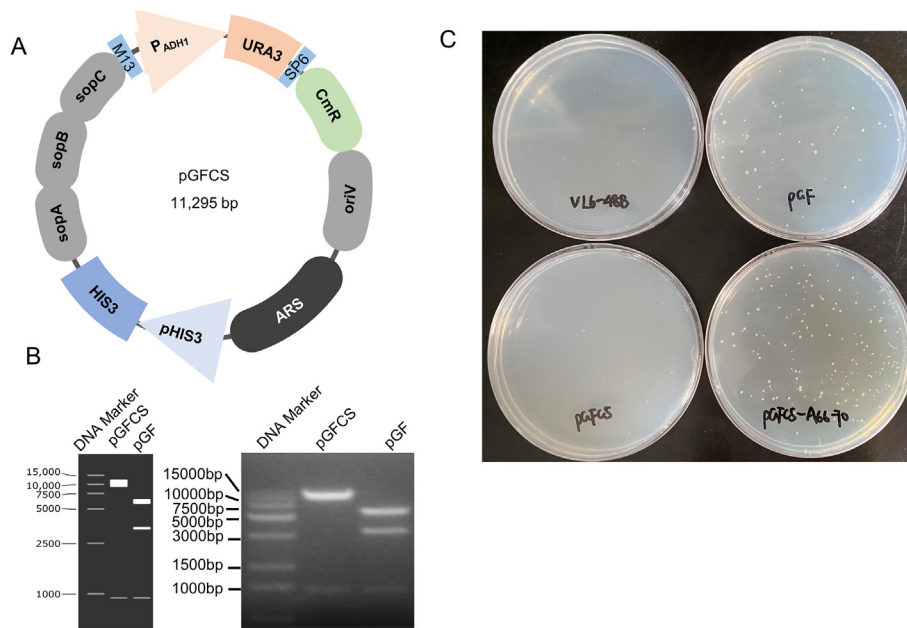 A
M13
PADH1
URA3
SP6
CmR
oriV
ARS
pHIS3
HIS3
sopA
sopB
sopC
pGFCS
11,295 bp
B
DNA Marker
pGFCS
pGF
15,000
10,000
7500
5000
2500
1000
DNA Marker
pGFCS
pGF
15000bp
10000bp
7500bp
5000bp
3000bp
1500bp
1000bp
C
VL6-48B
pGF
pGFCS
pGFCS-A66-70